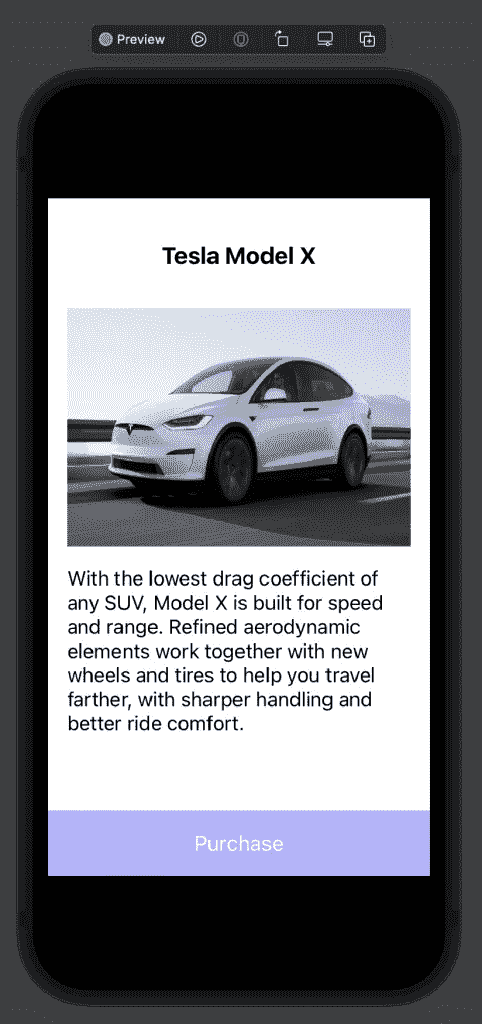 Preview
Tesla Model X
With the lowest drag coefficient of
any SUV, Model X is built for speed
and range. Refined aerodynamic
elements work together with new
wheels and tires to help you travel
farther, with sharper handling and
better ride comfort.
Purchase